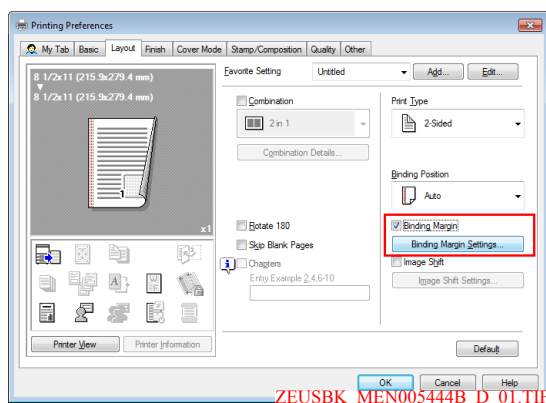 Printing Preferences
My Tab Basic Layout Finish Cover Mode Stamp/Composition Quality Other
8 1/2x11 (215.9x279.4 mm)
8 1/2x11 (215.9x279.4 mm)
1
x1
Favorite Setting Untitled Add... Edit...
Combination
2 in 1
Combination Details...
Print Type
2-Sided
Binding Position
Auto
Rotate 180
Skip Blank Pages
Chapters
Entry Example 2,4,6-10
Binding Margin
Binding Margin Settings...
Image Shift
Image Shift Settings...
Printer View Printer Information
Default
OK Cancel Help
ZEUSBK_MEN005444B_D_01.TIF